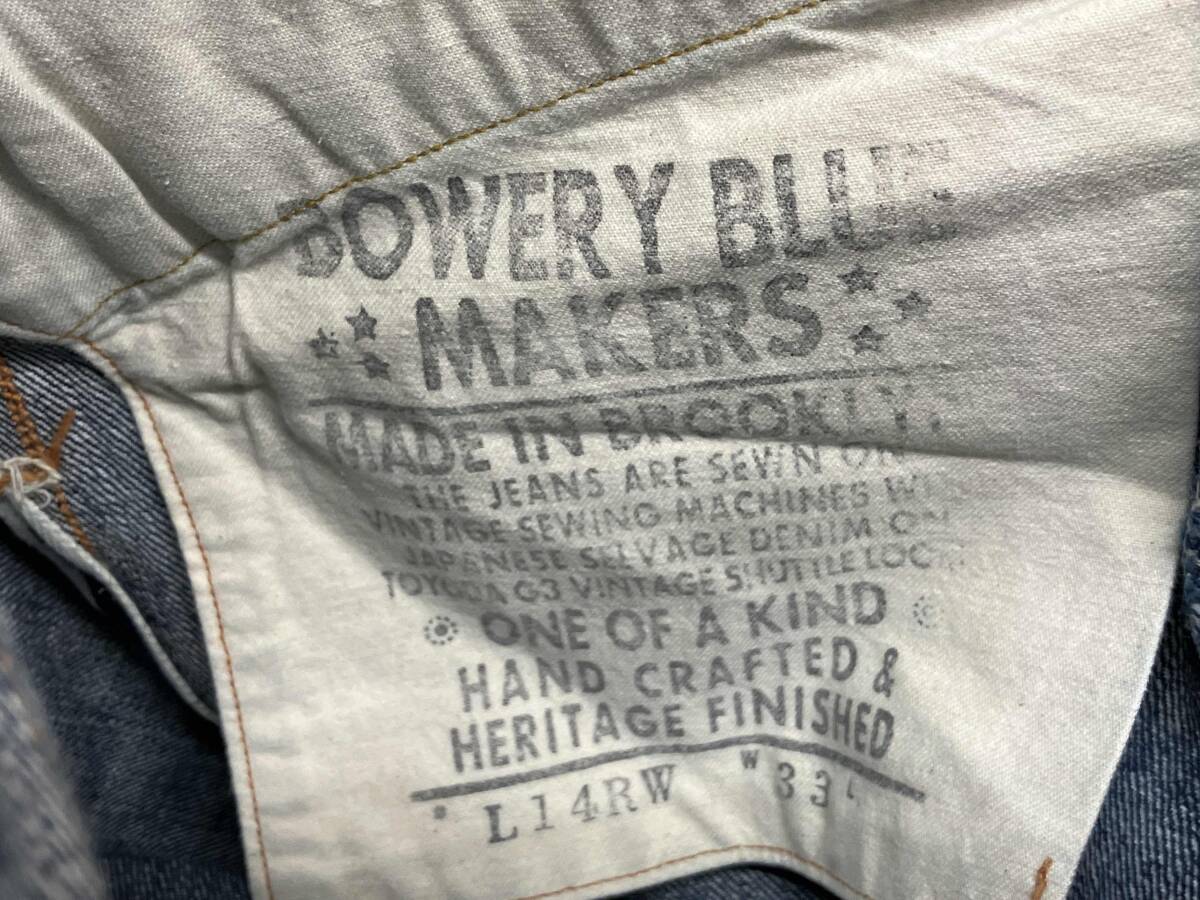 BOWERY BLUE
MAKERS
MADE IN BROOKLYN
THE JEANS ARE SEWN ON
VINTAGE SEWING MACHINES
JAPANESE SELVAGE DENIM ON
TOYODA G3 VINTAGE SHUTTLE LOOM
ONE OF A KIND
HAND CRAFTED &
HERITAGE FINISHED
L14RW W33 L